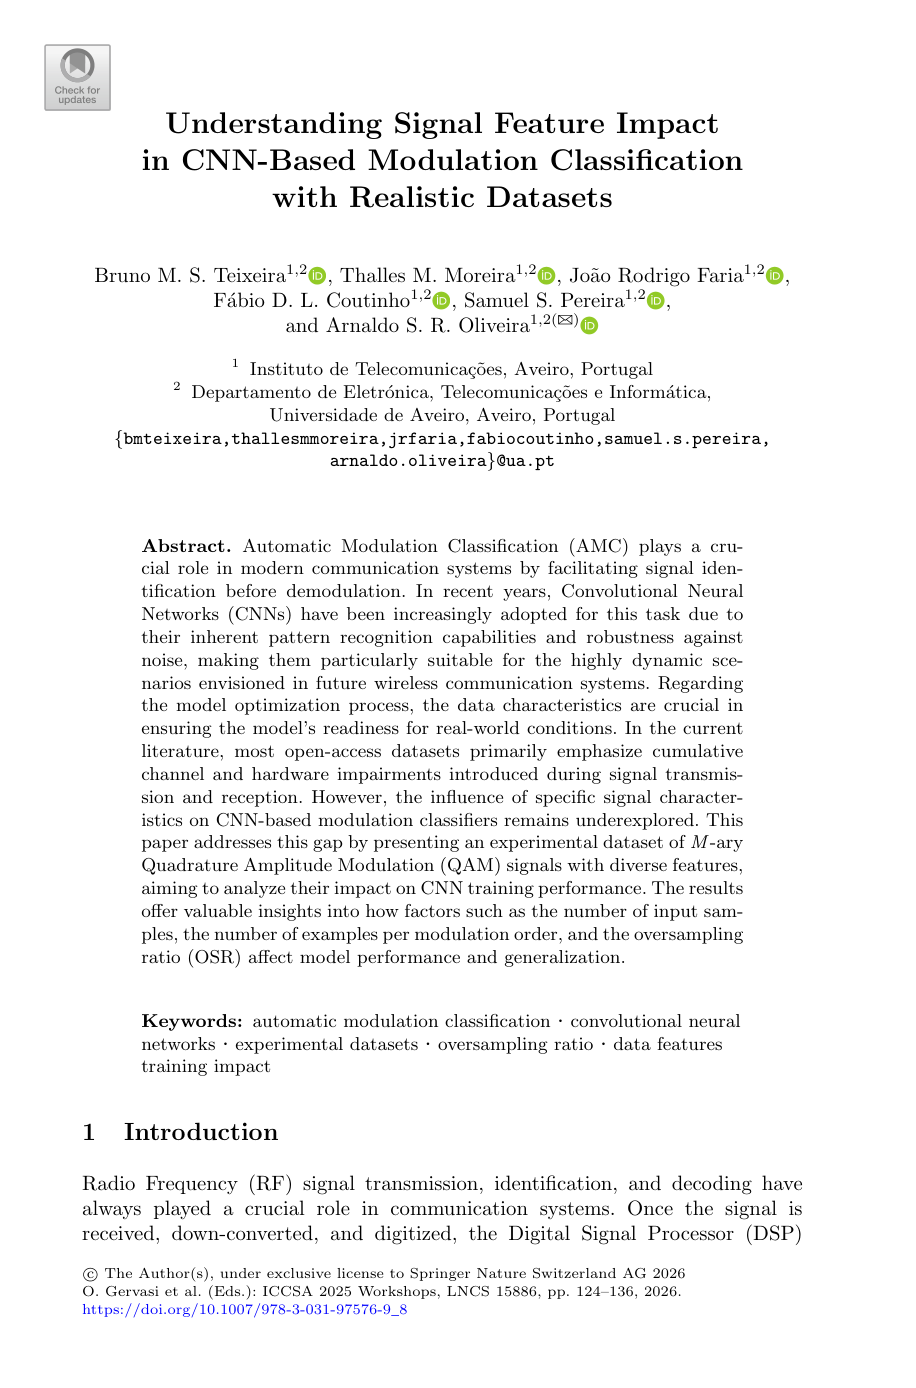 Check for
updates
Understanding Signal Feature Impact
in CNN-Based Modulation Classification
with Realistic Datasets
Bruno M. S. Teixeira1,2, Thalles M. Moreira1,2, João Rodrigo Faria1,2,
Fábio D. L. Coutinho1,2, Samuel S. Pereira1,2,
and Arnaldo S. R. Oliveira1,2(✉)
1 Instituto de Telecomunicações, Aveiro, Portugal
2 Departamento de Eletrónica, Telecomunicações e Informática,
Universidade de Aveiro, Aveiro, Portugal
{bmteixeira,thallesmmoreira,jrfaria,fabiocoutinho,samuel.s.pereira,
arnaldo.oliveira}@ua.pt
Abstract. Automatic Modulation Classification (AMC) plays a cru-
cial role in modern communication systems by facilitating signal iden-
tification before demodulation. In recent years, Convolutional Neural
Networks (CNNs) have been increasingly adopted for this task due to
their inherent pattern recognition capabilities and robustness against
noise, making them particularly suitable for the highly dynamic sce-
narios envisioned in future wireless communication systems. Regarding
the model optimization process, the data characteristics are crucial in
ensuring the model's readiness for real-world conditions. In the current
literature, most open-access datasets primarily emphasize cumulative
channel and hardware impairments introduced during signal transmis-
sion and reception. However, the influence of specific signal character-
istics on CNN-based modulation classifiers remains underexplored. This
paper addresses this gap by presenting an experimental dataset of M-ary
Quadrature Amplitude Modulation (QAM) signals with diverse features,
aiming to analyze their impact on CNN training performance. The results
offer valuable insights into how factors such as the number of input sam-
ples, the number of examples per modulation order, and the oversampling
ratio (OSR) affect model performance and generalization.
Keywords: automatic modulation classification · convolutional neural
networks · experimental datasets · oversampling ratio · data features
training impact
1 Introduction
Radio Frequency (RF) signal transmission, identification, and decoding have
always played a crucial role in communication systems. Once the signal is
received, down-converted, and digitized, the Digital Signal Processor (DSP)
© The Author(s), under exclusive license to Springer Nature Switzerland AG 2026
O. Gervasi et al. (Eds.): ICCSA 2025 Workshops, LNCS 15886, pp. 124–136, 2026.
https://doi.org/10.1007/978-3-031-97576-9_8